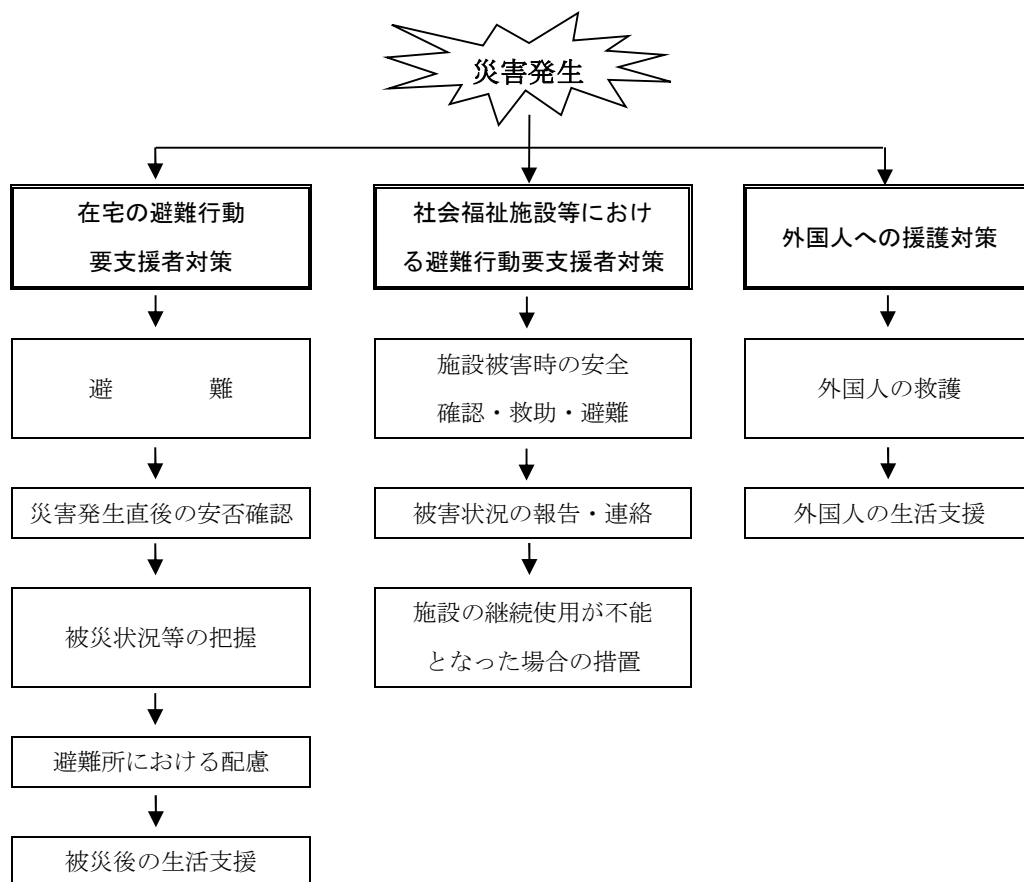 災害発生
在宅の避難行動
要支援者対策
社会福祉施設等におけ
る避難行動要支援者対策
外国人への援護対策
避　　　　難
施設被害時の安全
確認・救助・避難
外国人の救護
災害発生直後の安否確認
被害状況の報告・連絡
外国人の生活支援
被災状況等の把握
施設の継続使用が不能
となった場合の措置
避難所における配慮
被災後の生活支援